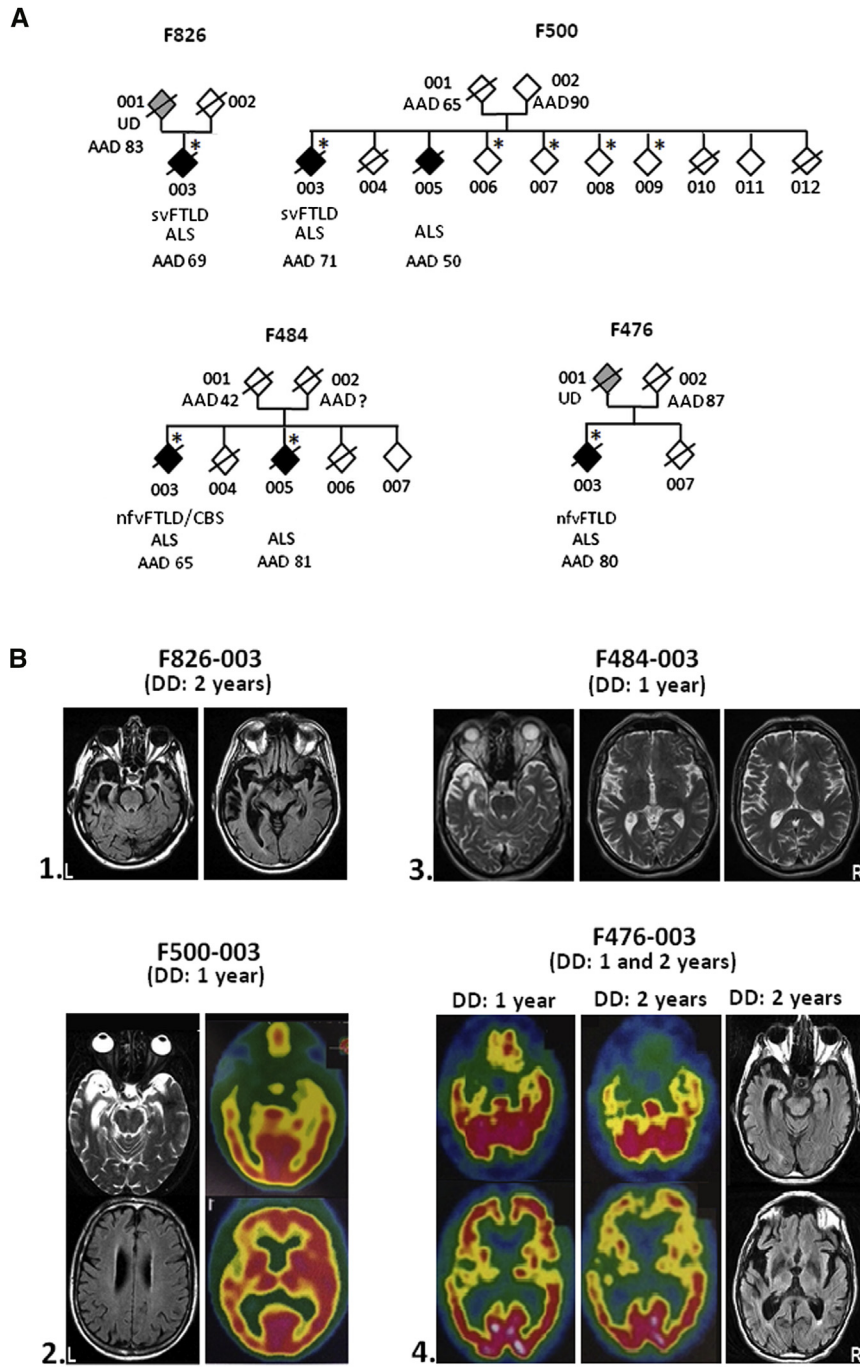 A
F826
F500
001
002
UD
AAD 83
*
003
svFTLD
ALS
AAD 69
001
AAD 65
002
AAD 90
* * * * *
003 004 005 006 007 008 009 010 011 012
svFTLD
ALS
AAD 71
ALS
AAD 50
F484
F476
001
AAD 42
002
AAD ?
* *
003 004 005 006 007
nfvFTLD/CBS
ALS
AAD 65
ALS
AAD 81
001
UD
002
AAD 87
*
003 007
nfvFTLD
ALS
AAD 80
B
F826-003
(DD: 2 years)
1.
L
F484-003
(DD: 1 year)
3.
R
F500-003
(DD: 1 year)
2.
L
F476-003
(DD: 1 and 2 years)
DD: 1 year DD: 2 years DD: 2 years
4.
R